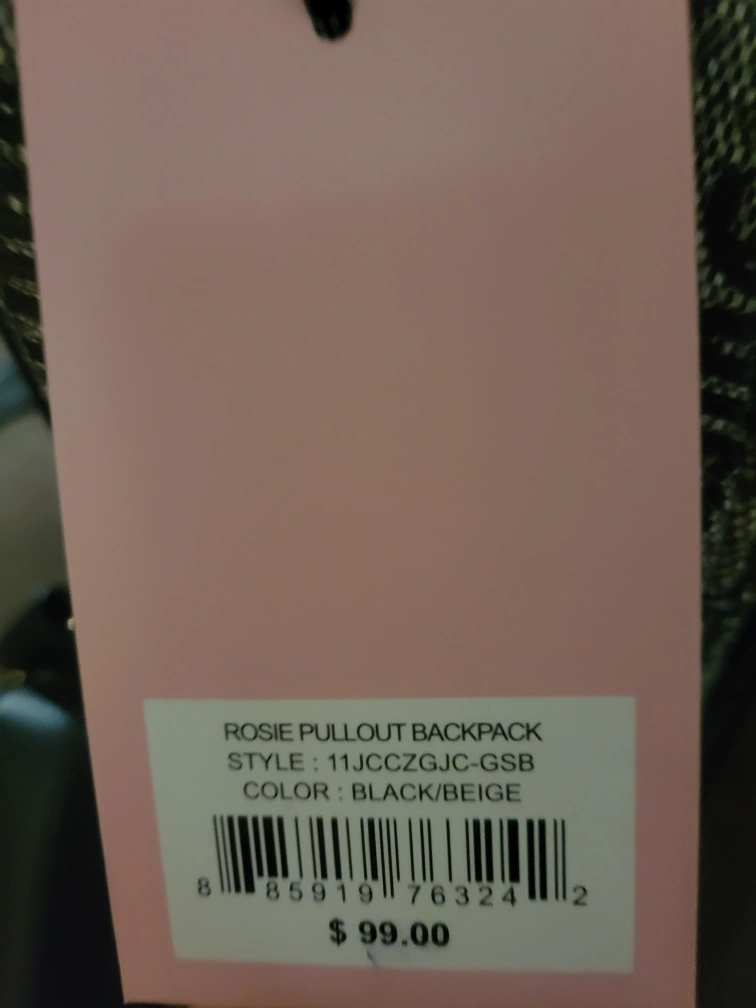 ROSIE PULLOUT BACKPACK
STYLE : 11JCCZGJC-GSB
COLOR : BLACK/BEIGE
8 85919 76324 2
$ 99.00